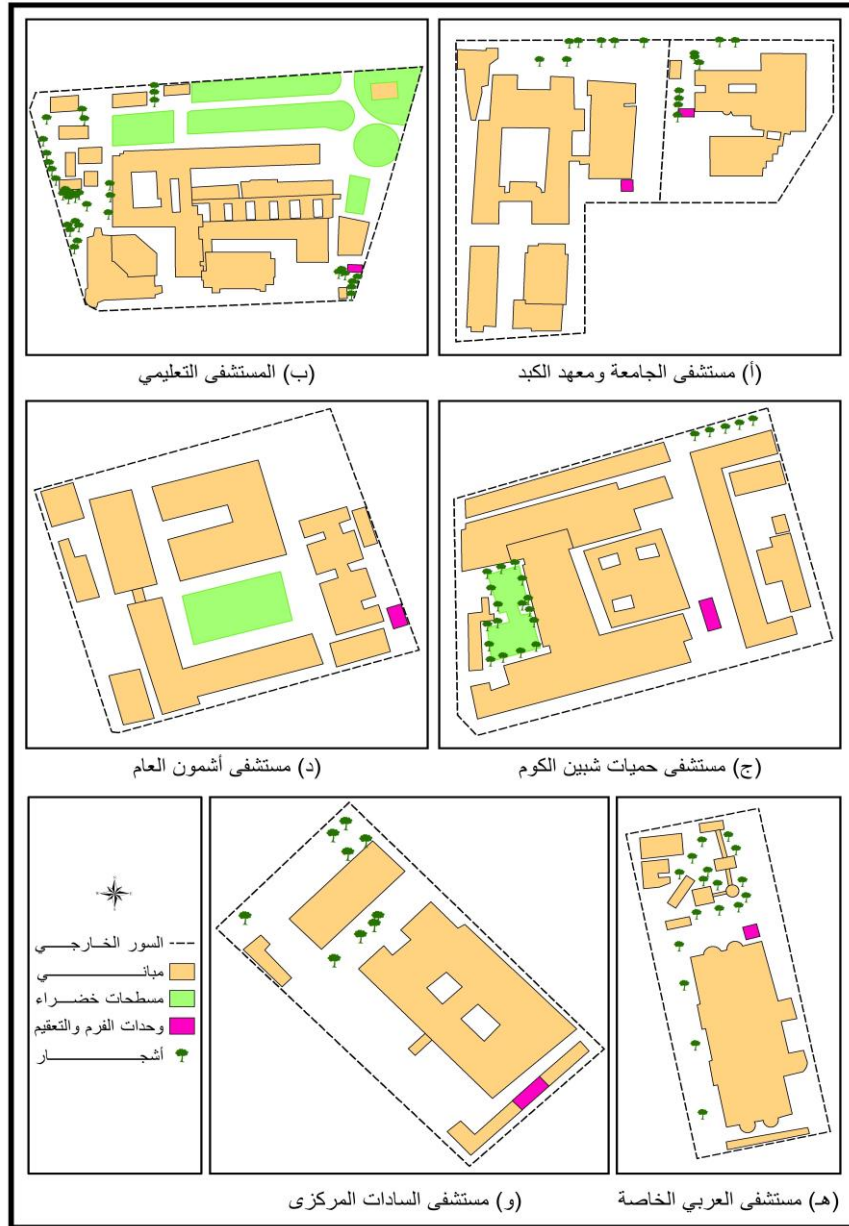 (أ) مستشفى الجامعة ومعهد الكبد
(ب) المستشفى التعليمي
(ج) مستشفى حميات شبين الكوم
(د) مستشفى أشمون العام
السور الخارجي
مباني
مسطحات خضراء
وحدات الفرم والتعقيم
أشجار
(هـ) مستشفى العربي الخاصة
(و) مستشفى السادات المركزى